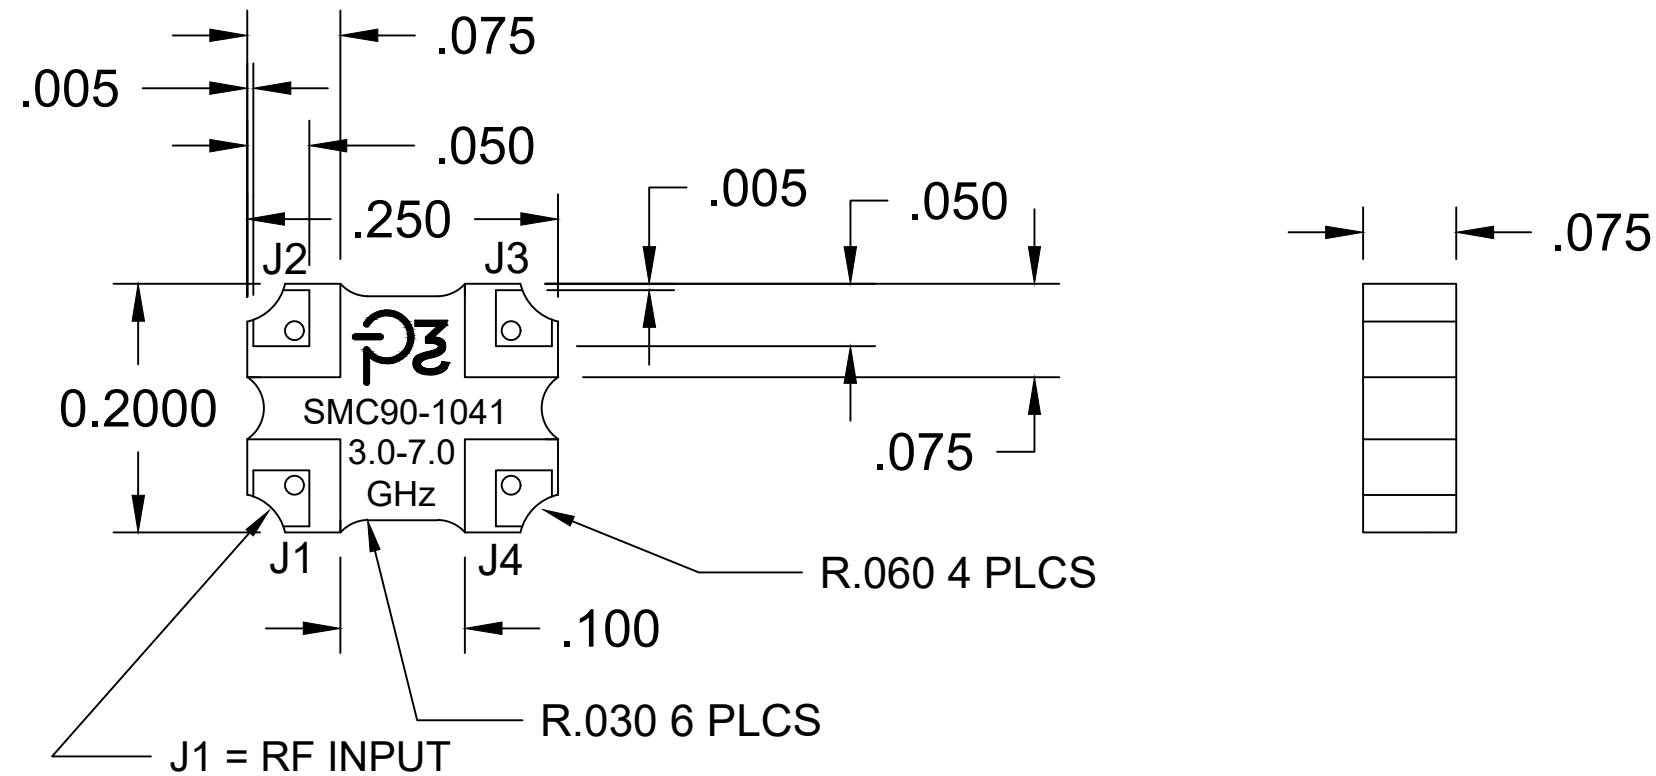 .075
.005
.050
.250
.005
.050
.075
J2
J3
0.2000
SMC90-1041
3.0-7.0
GHz
.075
J1
J4
R.060 4 PLCS
.100
R.030 6 PLCS
J1 = RF INPUT